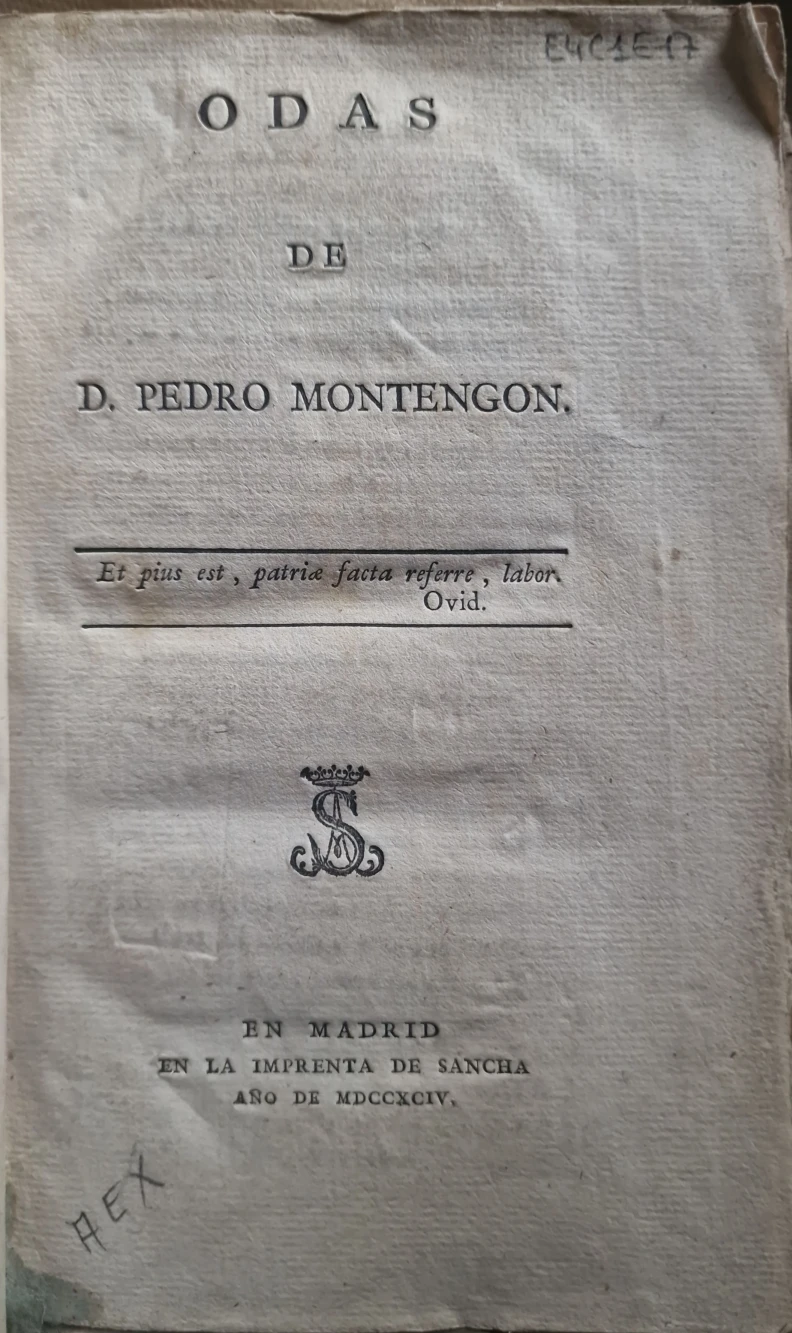 E4C1E17
ODAS
DE
D. PEDRO MONTENGON.
Et pius est, patriæ facta referre, labor.
Ovid.
EN MADRID
EN LA IMPRENTA DE SANCHA
AÑO DE MDCCXCIV.
AEX